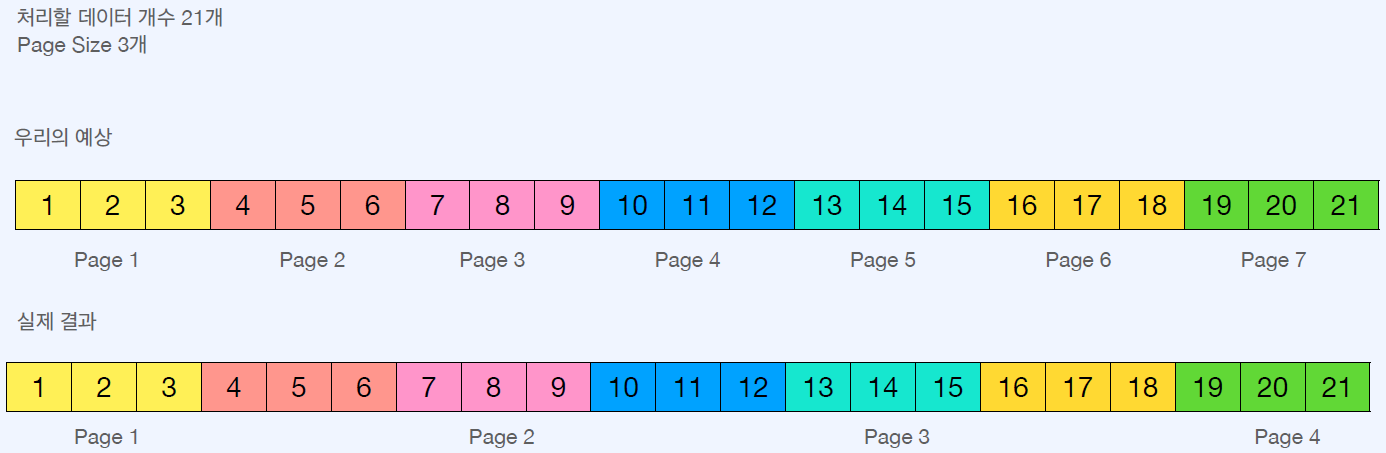 처리할 데이터 개수 21개
Page Size 3개
우리의 예상
1 2 3 4 5 6 7 8 9 10 11 12 13 14 15 16 17 18 19 20 21
Page 1 Page 2 Page 3 Page 4 Page 5 Page 6 Page 7
실제 결과
1 2 3 4 5 6 7 8 9 10 11 12 13 14 15 16 17 18 19 20 21
Page 1 Page 2 Page 3 Page 4